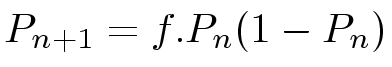 P_{n+1} = f.P_n(1 − P_n)